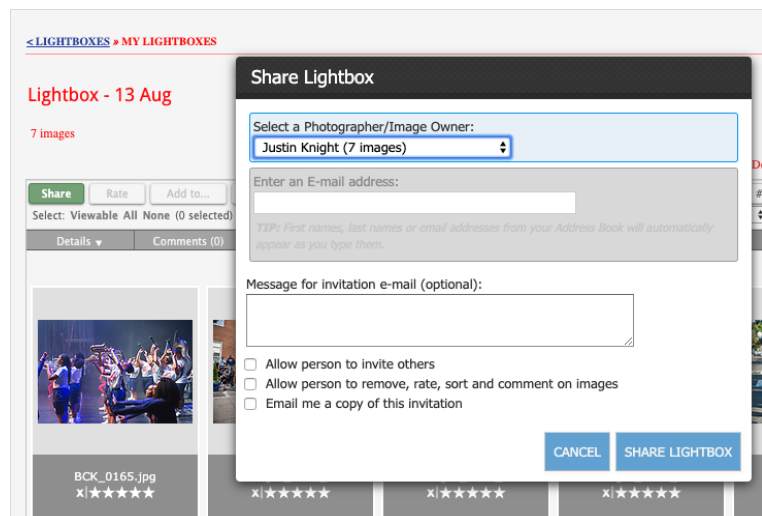 < LIGHTBOXES » MY LIGHTBOXES
Lightbox - 13 Aug
7 images
Share Rate Add to...
Select: Viewable All None (0 selected)
Details ▼ Comments (0)
Share Lightbox
Select a Photographer/Image Owner:
Justin Knight (7 images)
Enter an E-mail address:
TIP: First names, last names or email addresses from your Address Book will automatically
appear as you type them.
Message for invitation e-mail (optional):
Allow person to invite others
Allow person to remove, rate, sort and comment on images
Email me a copy of this invitation
CANCEL SHARE LIGHTBOX
BCK_0165.jpg
x|★★★★★ x|★★★★★ x|★★★★★ x|★★★★★